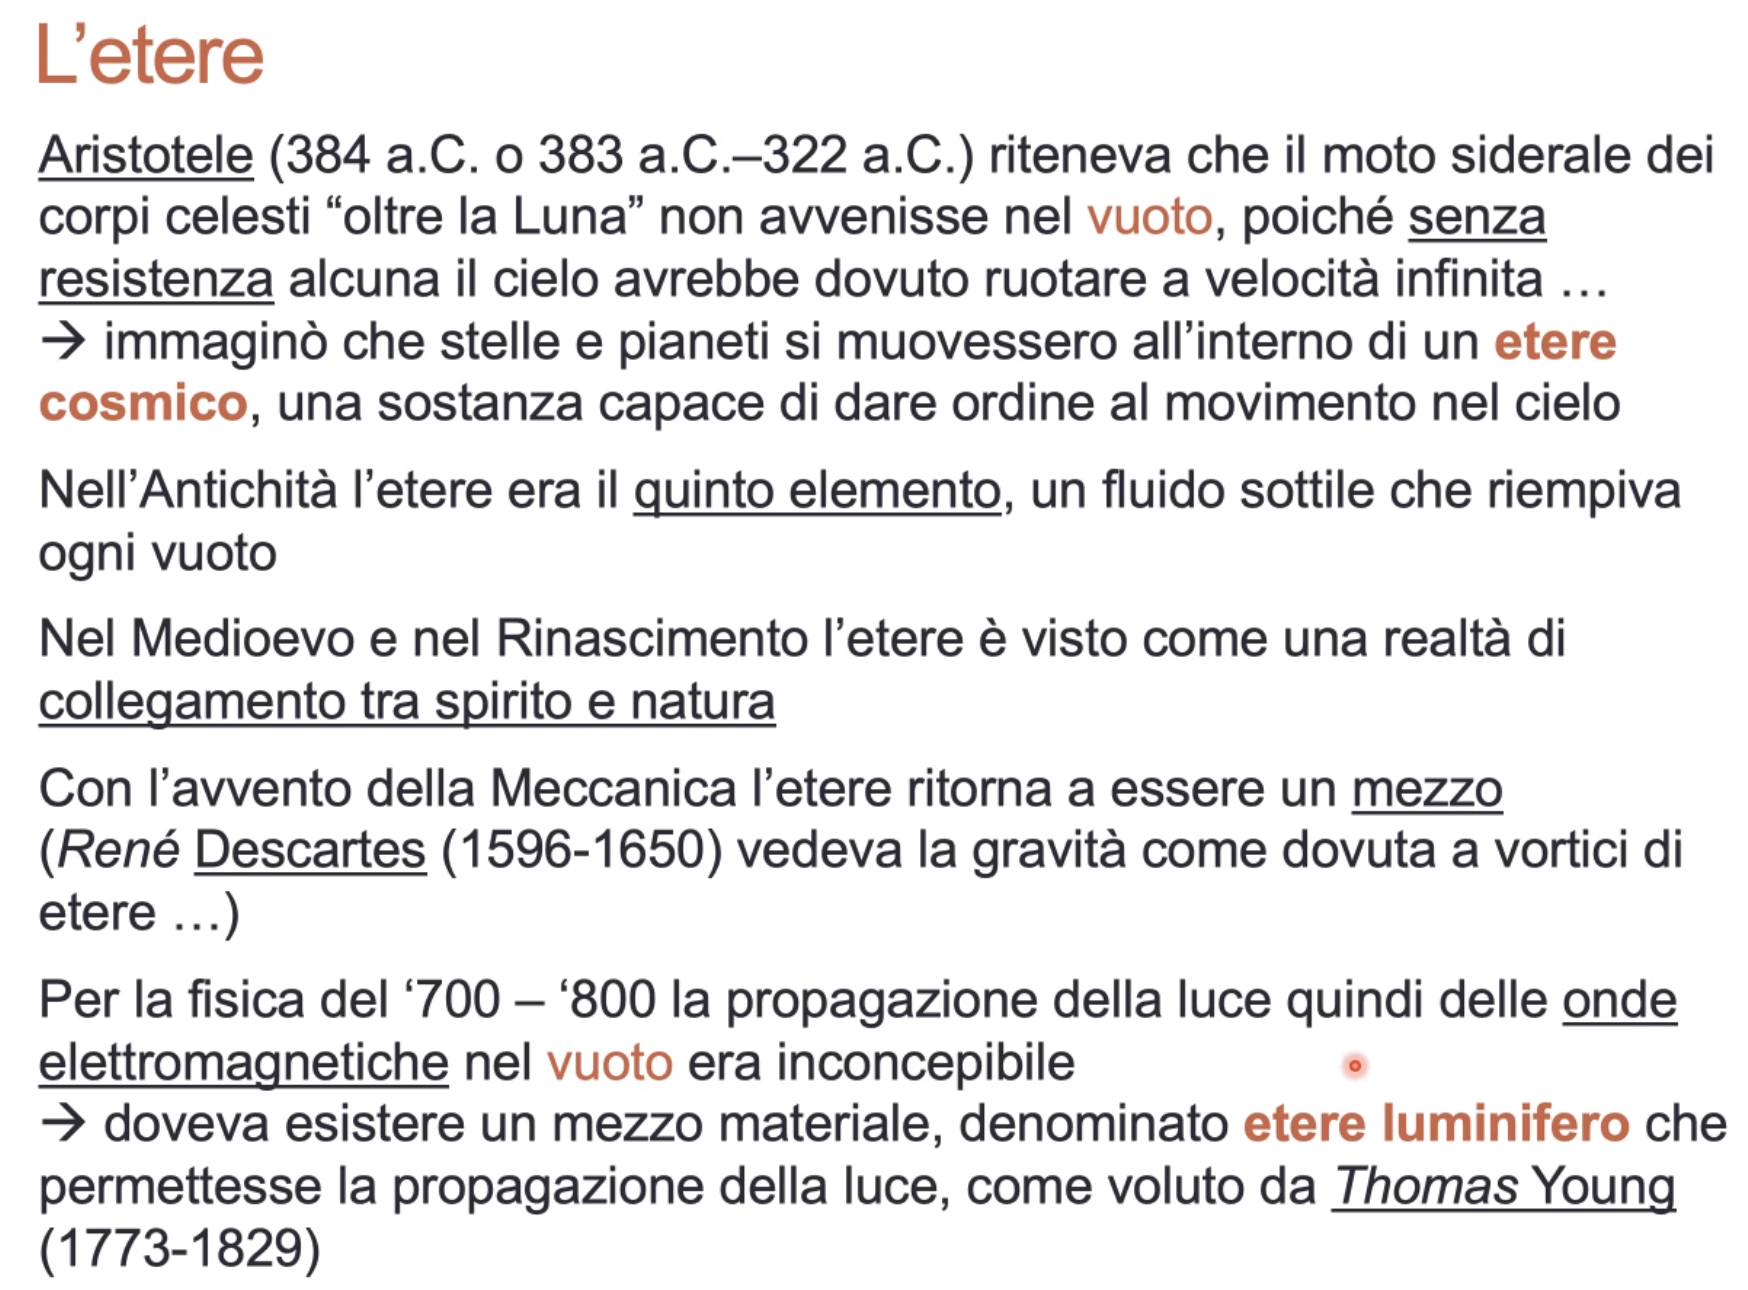 L’etere
Aristotele (384 a.C. o 383 a.C.–322 a.C.) riteneva che il moto siderale dei
corpi celesti “oltre la Luna” non avvenisse nel vuoto, poiché senza
resistenza alcuna il cielo avrebbe dovuto ruotare a velocità infinita …
→ immaginò che stelle e pianeti si muovessero all’interno di un etere
cosmico, una sostanza capace di dare ordine al movimento nel cielo
Nell’Antichità l’etere era il quinto elemento, un fluido sottile che riempiva
ogni vuoto
Nel Medioevo e nel Rinascimento l’etere è visto come una realtà di
collegamento tra spirito e natura
Con l’avvento della Meccanica l’etere ritorna a essere un mezzo
(René Descartes (1596-1650) vedeva la gravità come dovuta a vortici di
etere …)
Per la fisica del ‘700 – ‘800 la propagazione della luce quindi delle onde
elettromagnetiche nel vuoto era inconcepibile
→ doveva esistere un mezzo materiale, denominato etere luminifero che
permettesse la propagazione della luce, come voluto da Thomas Young
(1773-1829)